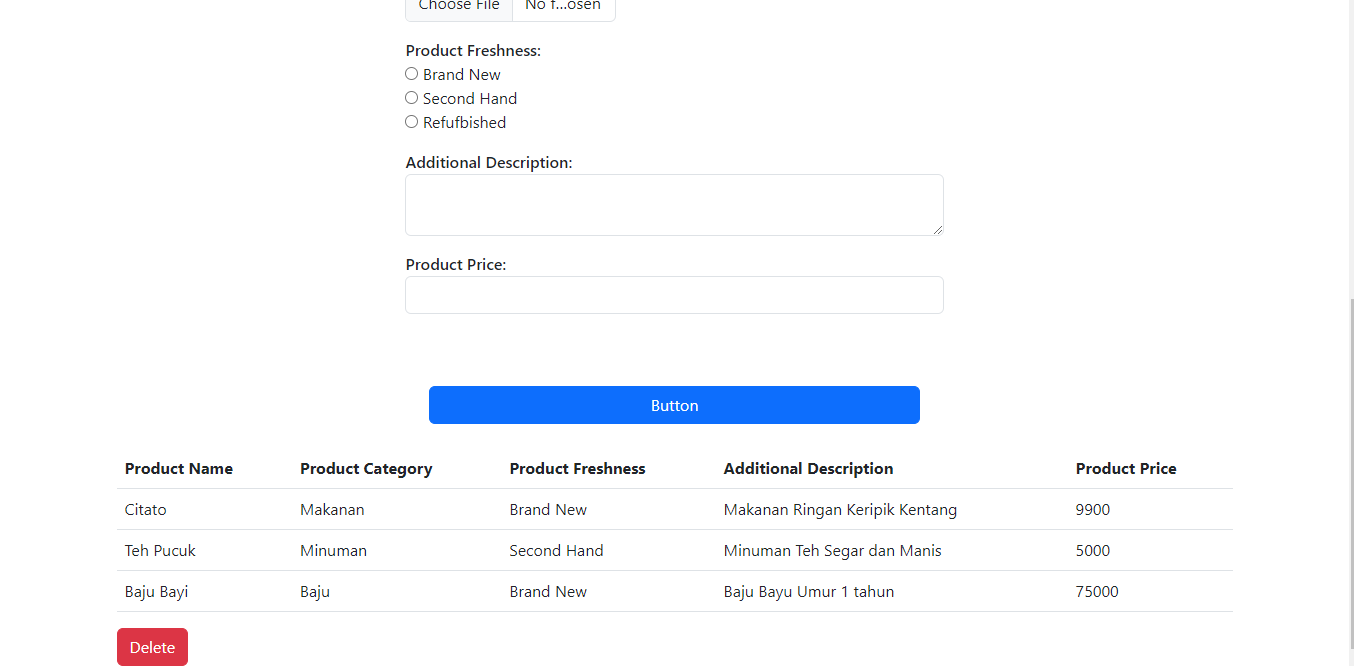 Choose File No f...osen
Product Freshness:
Brand New
Second Hand
Refufbished
Additional Description:
Product Price:
Button
Product Name Product Category Product Freshness Additional Description Product Price
Citato Makanan Brand New Makanan Ringan Keripik Kentang 9900
Teh Pucuk Minuman Second Hand Minuman Teh Segar dan Manis 5000
Baju Bayi Baju Brand New Baju Bayu Umur 1 tahun 75000
Delete